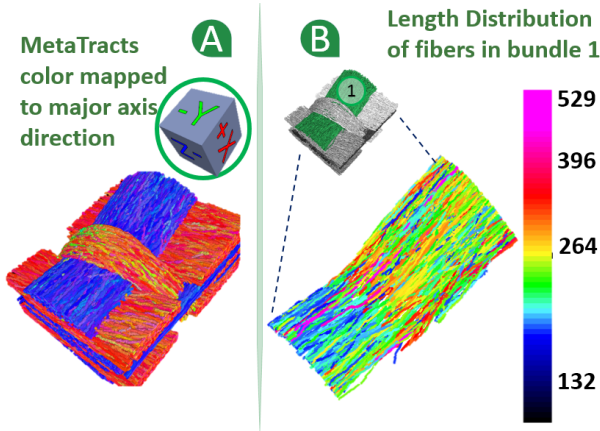 MetaTracts
color mapped
to major axis
direction
A
-Y
-Z
X
B
Length Distribution
of fibers in bundle 1
1
529
396
264
132